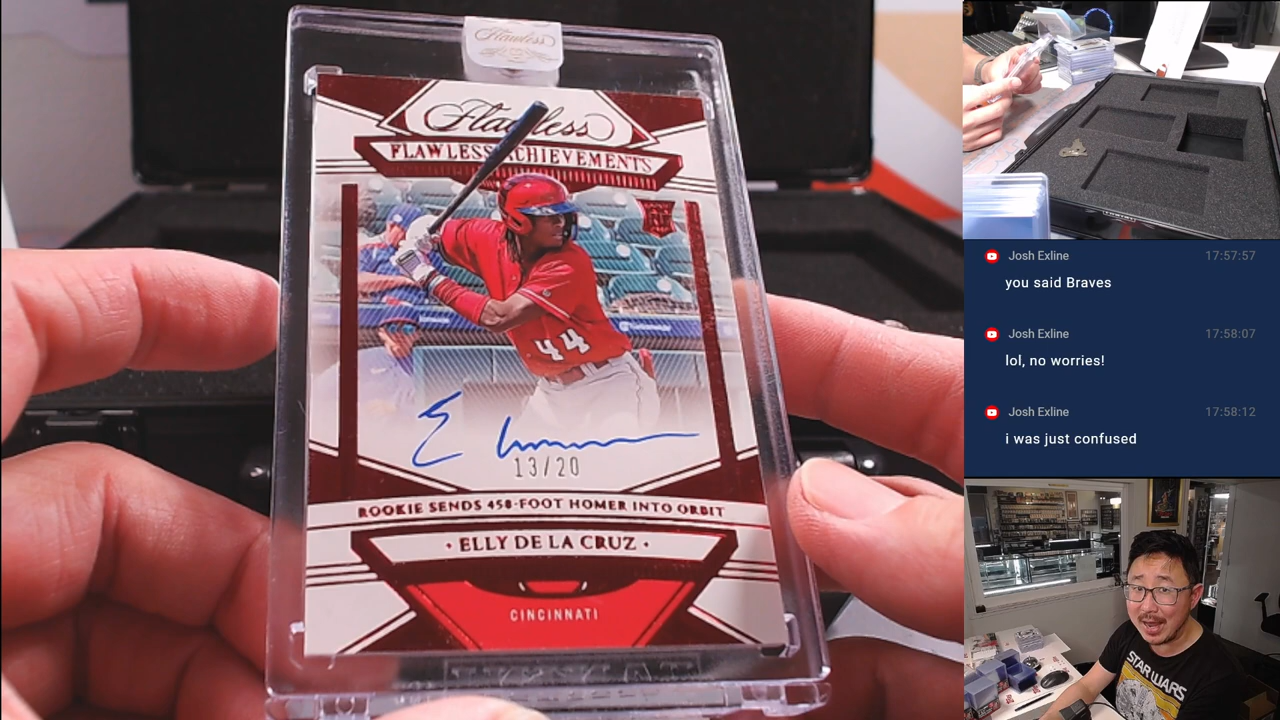 Flawless
Flawless
FLAWLESS ACHIEVEMENTS
RC
44
13/20
ROOKIE SENDS 458-FOOT HOMER INTO ORBIT
• ELLY DE LA CRUZ •
CINCINNATI
Josh Exline 17:57:57
you said Braves
Josh Exline 17:58:07
lol, no worries!
Josh Exline 17:58:12
i was just confused
STAR WARS